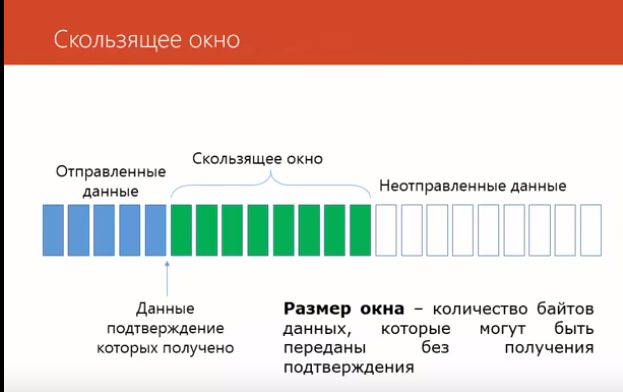 Скользящее окно
Скользящее окно
Отправленные
данные
Неотправленные данные
Данные
подтверждение
которых получено
Размер окна – количество байтов
данных, которые могут быть
переданы без получения
подтверждения